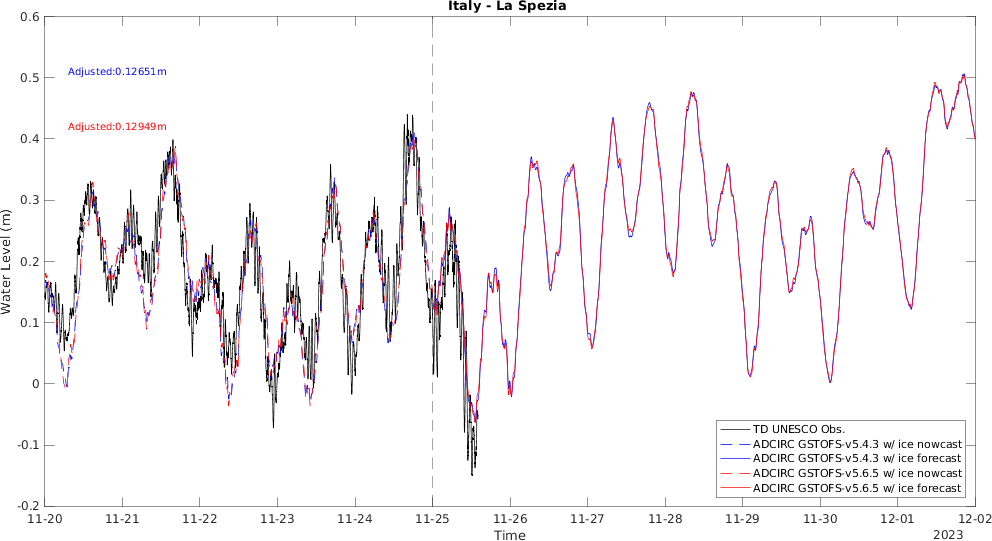 Italy - La Spezia
0.6
0.5
0.4
0.3
0.2
0.1
0
-0.1
-0.2
Water Level (m)
Adjusted:0.12651m
Adjusted:0.12949m
TD UNESCO Obs.
ADCIRC GSTOFS-v5.4.3 w/ ice nowcast
ADCIRC GSTOFS-v5.4.3 w/ ice forecast
ADCIRC GSTOFS-v5.6.5 w/ ice nowcast
ADCIRC GSTOFS-v5.6.5 w/ ice forecast
11-20 11-21 11-22 11-23 11-24 11-25 11-26 11-27 11-28 11-29 11-30 12-01 12-02
Time
2023